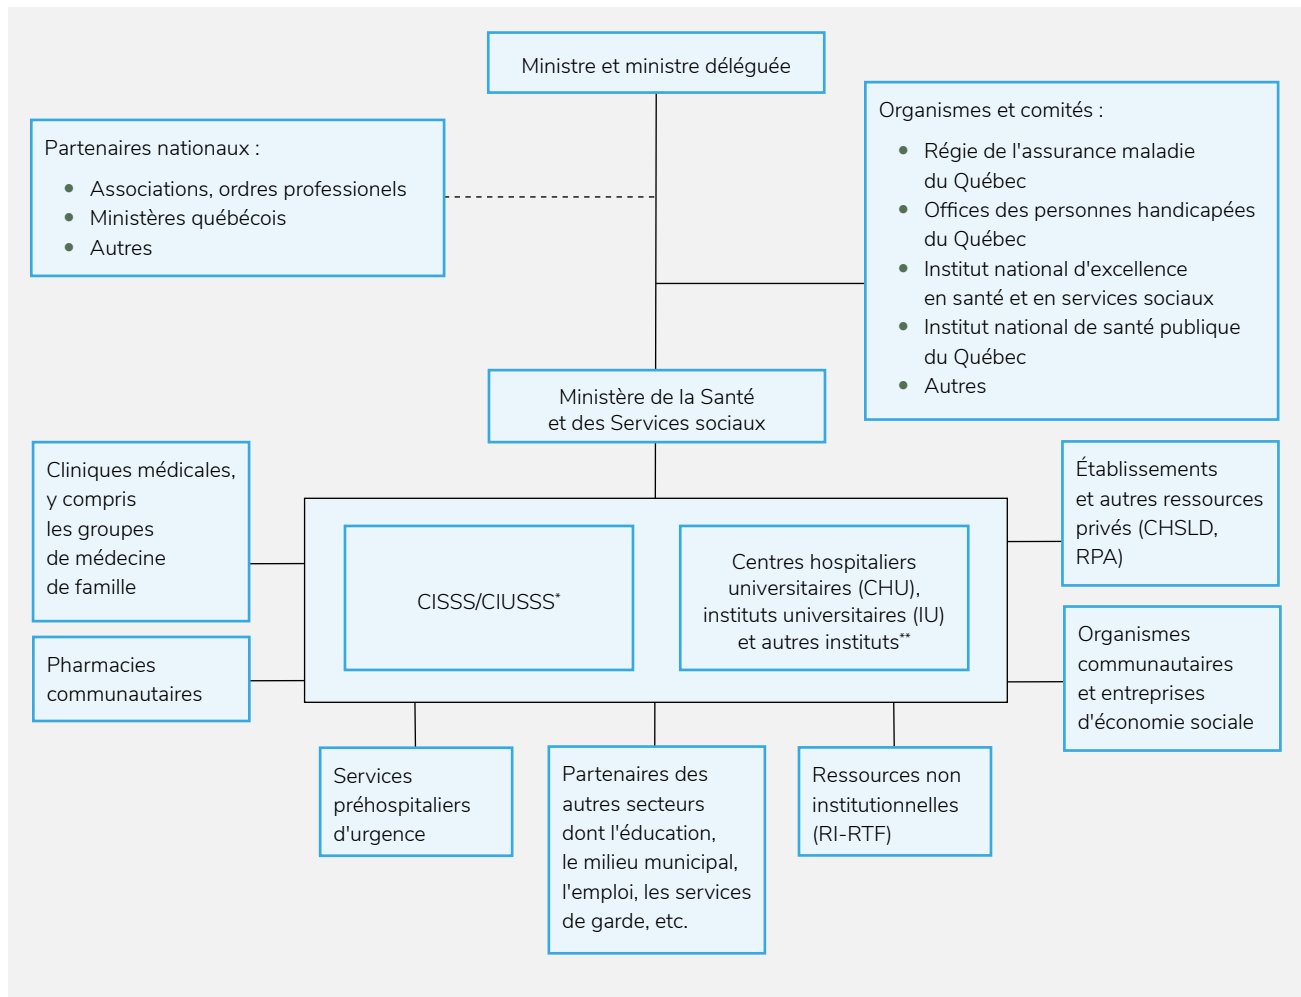 Ministre et ministre déléguée
Partenaires nationaux :
Associations, ordres professionels
Ministères québécois
Autres
Organismes et comités :
Régie de l'assurance maladie
du Québec
Offices des personnes handicapées
du Québec
Institut national d'excellence
en santé et en services sociaux
Institut national de santé publique
du Québec
Autres
Ministère de la Santé
et des Services sociaux
Cliniques médicales,
y compris
les groupes
de médecine
de famille
Pharmacies
communautaires
CISSS/CIUSSS*
Centres hospitaliers
universitaires (CHU),
instituts universitaires (IU)
et autres instituts**
Établissements
et autres ressources
privés (CHSLD,
RPA)
Organismes
communautaires
et entreprises
d'économie sociale
Services
préhospitaliers
d'urgence
Partenaires des
autres secteurs
dont l'éducation,
le milieu municipal,
l'emploi, les services
de garde, etc.
Ressources non
institutionnelles
(RI-RTF)